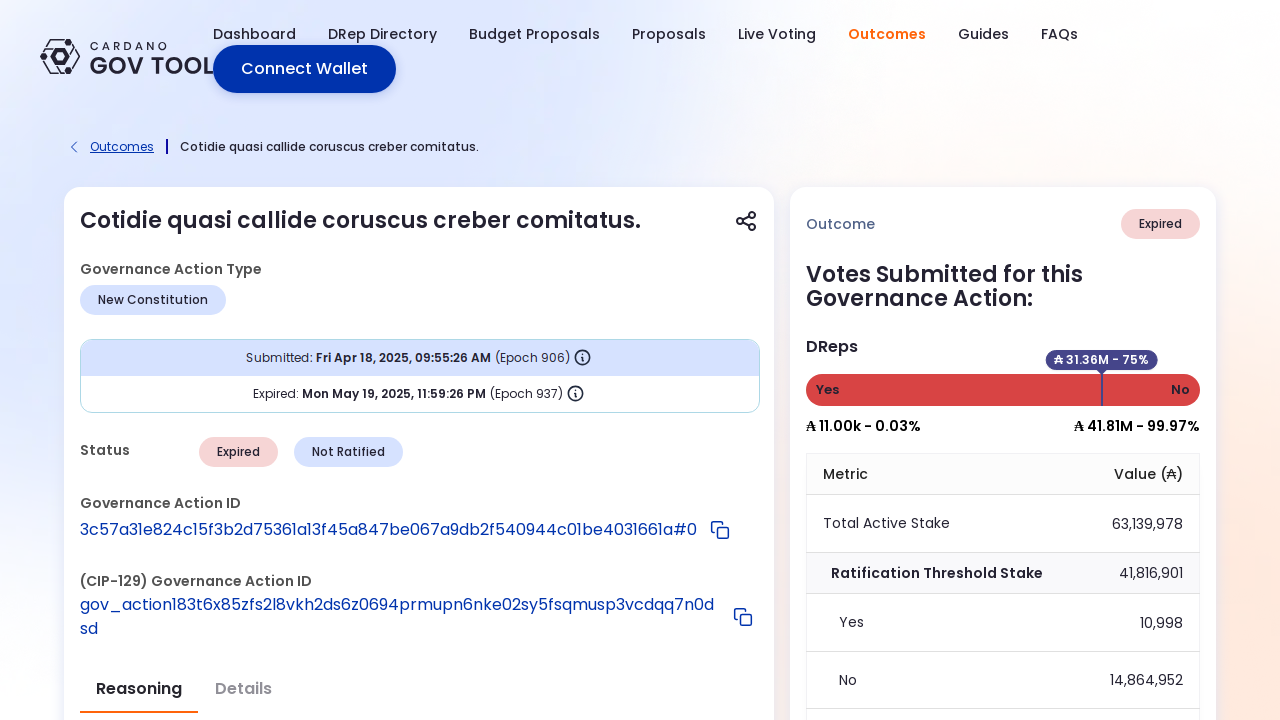 CARDANO
GOV TOOL
Dashboard DRep Directory Budget Proposals Proposals Live Voting Outcomes Guides FAQs
Connect Wallet
Outcomes Cotidie quasi callide coruscus creber comitatus.
Cotidie quasi callide coruscus creber comitatus.
Governance Action Type
New Constitution
Submitted: Fri Apr 18, 2025, 09:55:26 AM (Epoch 906)
Expired: Mon May 19, 2025, 11:59:26 PM (Epoch 937)
Status Expired Not Ratified
Governance Action ID
3c57a31e824c15f3b2d75361a13f45a847be067a9db2f540944c01be4031661a#0
(CIP-129) Governance Action ID
gov_action183t6x85zfs2l8vkh2ds6z0694prmupn6nke02sy5fsqmusp3vcdqq7n0d
sd
Reasoning Details
Outcome Expired
Votes Submitted for this
Governance Action:
DReps
₳ 31.36M - 75%
Yes No
₳ 11.00k - 0.03% ₳ 41.81M - 99.97%
Metric Value (₳)
Total Active Stake 63,139,978
Ratification Threshold Stake 41,816,901
Yes 10,998
No 14,864,952